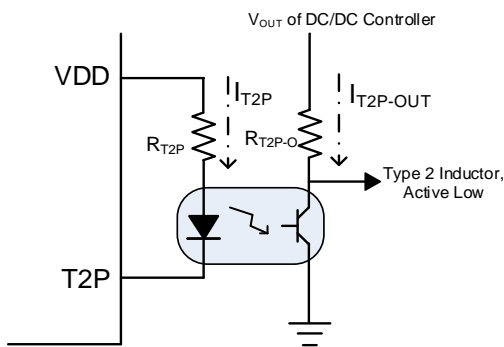 VOUT of DC/DC Controller
VDD
IT2P
IT2P-OUT
RT2P
RT2P-O
Type 2 Inductor,
Active Low
T2P